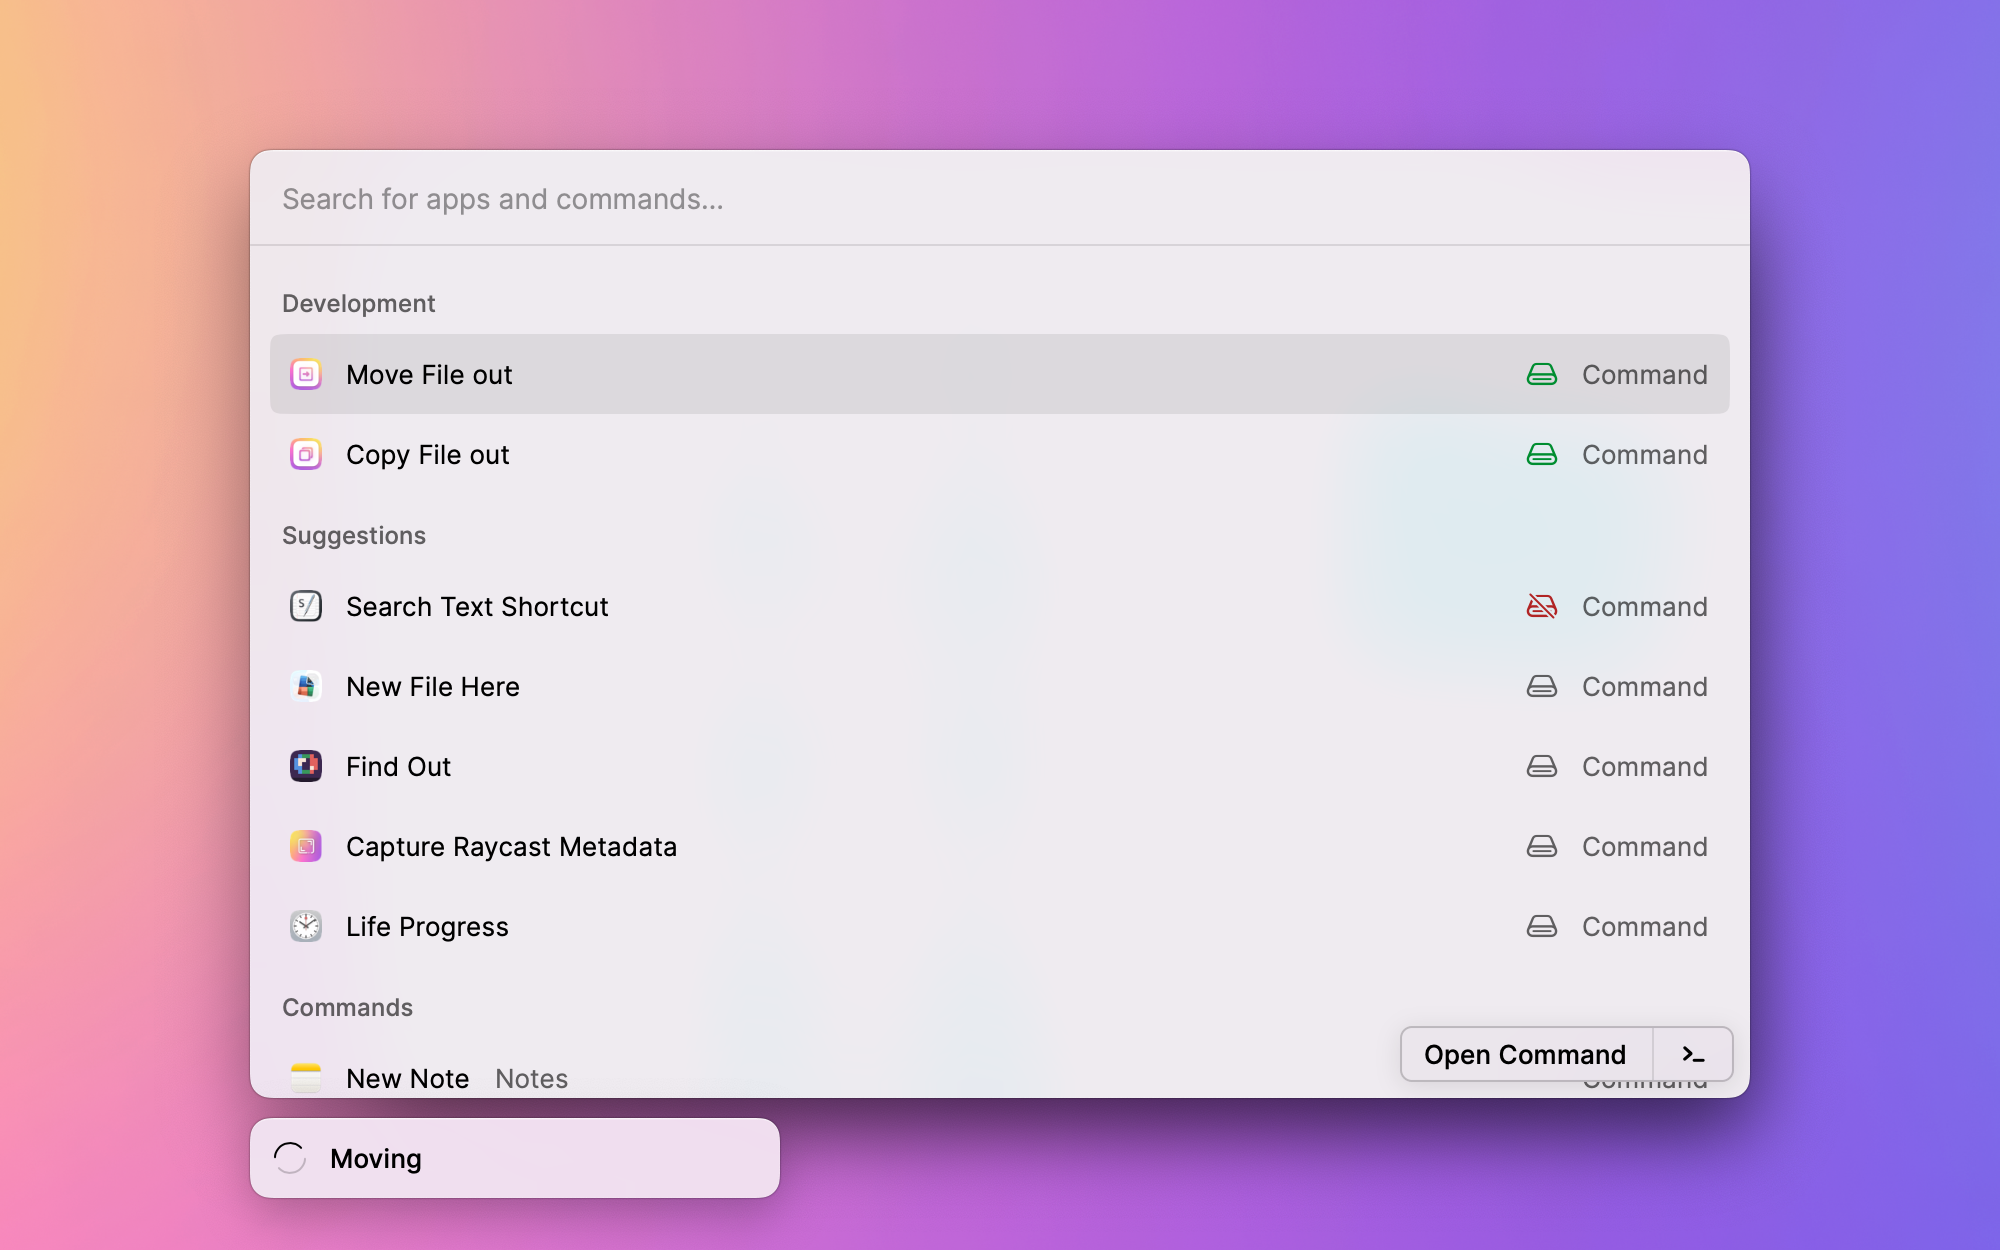 Search for apps and commands...
Development
Move File out Command
Copy File out Command
Suggestions
Search Text Shortcut Command
New File Here Command
Find Out Command
Capture Raycast Metadata Command
Life Progress Command
Commands
Open Command >_
New Note Notes Command
Moving